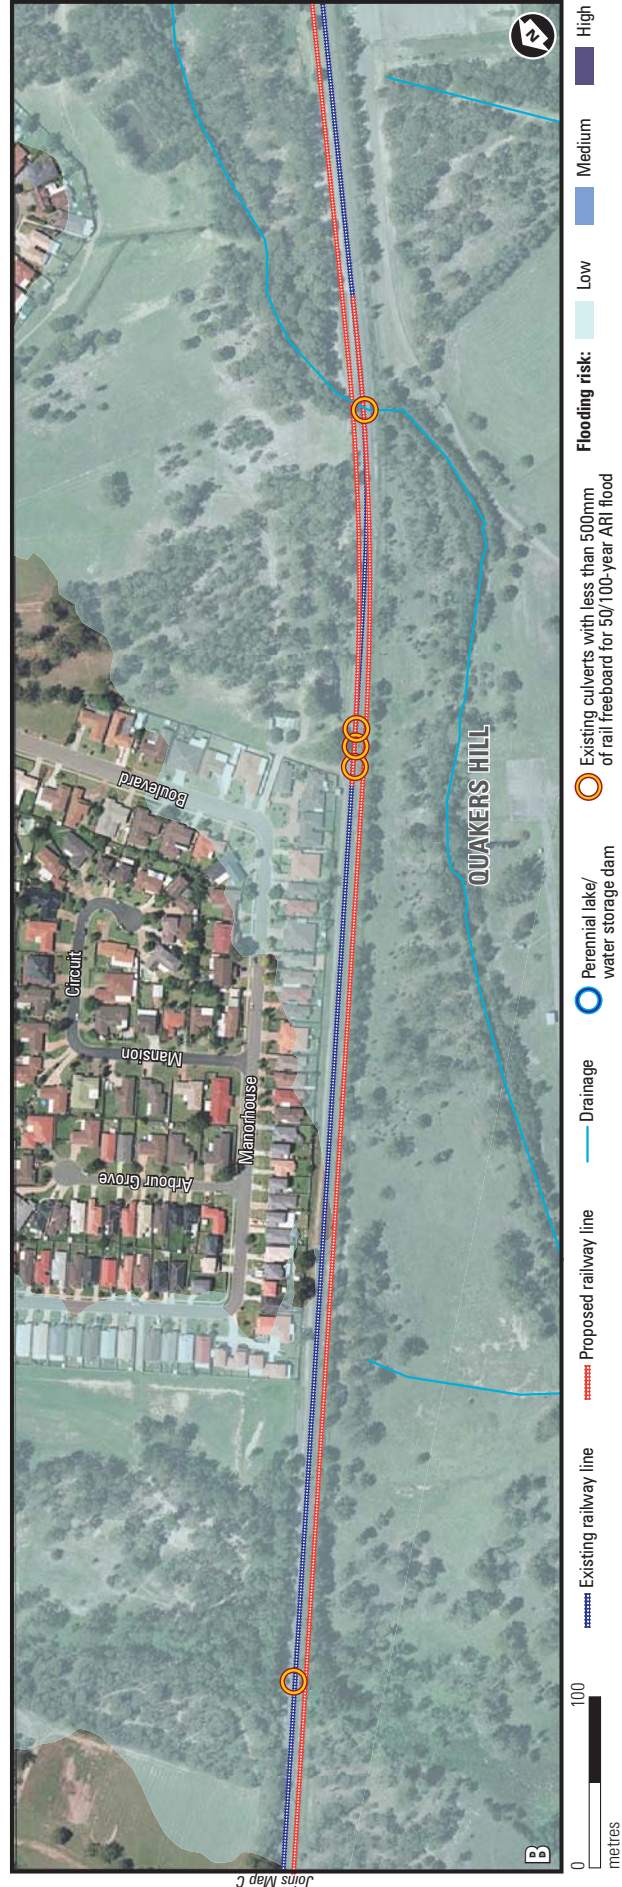 N
Boulevard
Circuit
Mansion
Manorhouse
Arbour Grove
QUAKERS HILL
B
Joins Map C
0
100
metres
Existing railway line
Proposed railway line
Drainage
Perennial lake/
water storage dam
Existing culverts with less than 500mm
of rail freeboard for 50/100-year ARI flood
Flooding risk:
Low
Medium
High